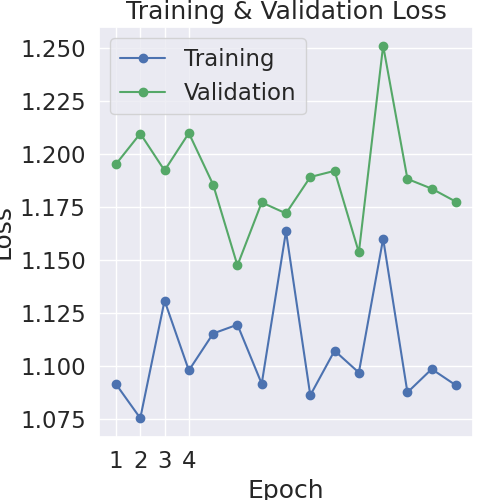 Training & Validation Loss
Training
Validation
1.250
1.225
1.200
1.175
1.150
1.125
1.100
1.075
Loss
1 2 3 4
Epoch